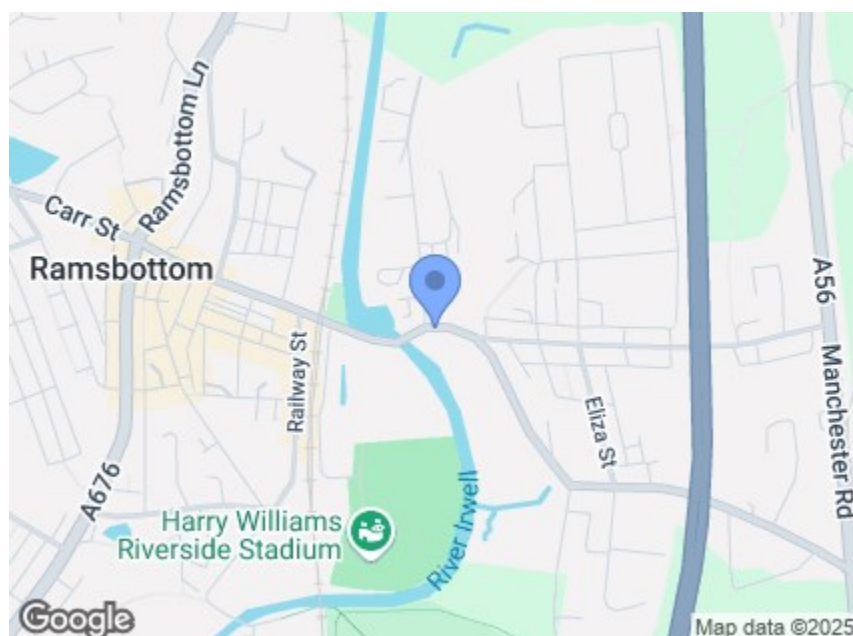 Ramsbottom Ln
Carr St
Ramsbottom
A56
Railway St
Manchester Rd
Eliza St
A676
River Irwell
Harry Williams
Riverside Stadium
Google
Map data ©2025